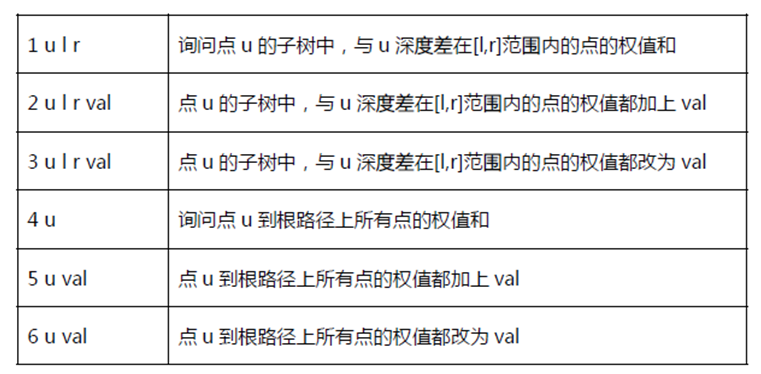 1 u l r 询问点 u 的子树中，与 u 深度差在[l,r]范围内的点的权值和
2 u l r val 点 u 的子树中，与 u 深度差在[l,r]范围内的点的权值都加上 val
3 u l r val 点 u 的子树中，与 u 深度差在[l,r]范围内的点的权值都改为 val
4 u 询问点 u 到根路径上所有点的权值和
5 u val 点 u 到根路径上所有点的权值都加上 val
6 u val 点 u 到根路径上所有点的权值都改为 val